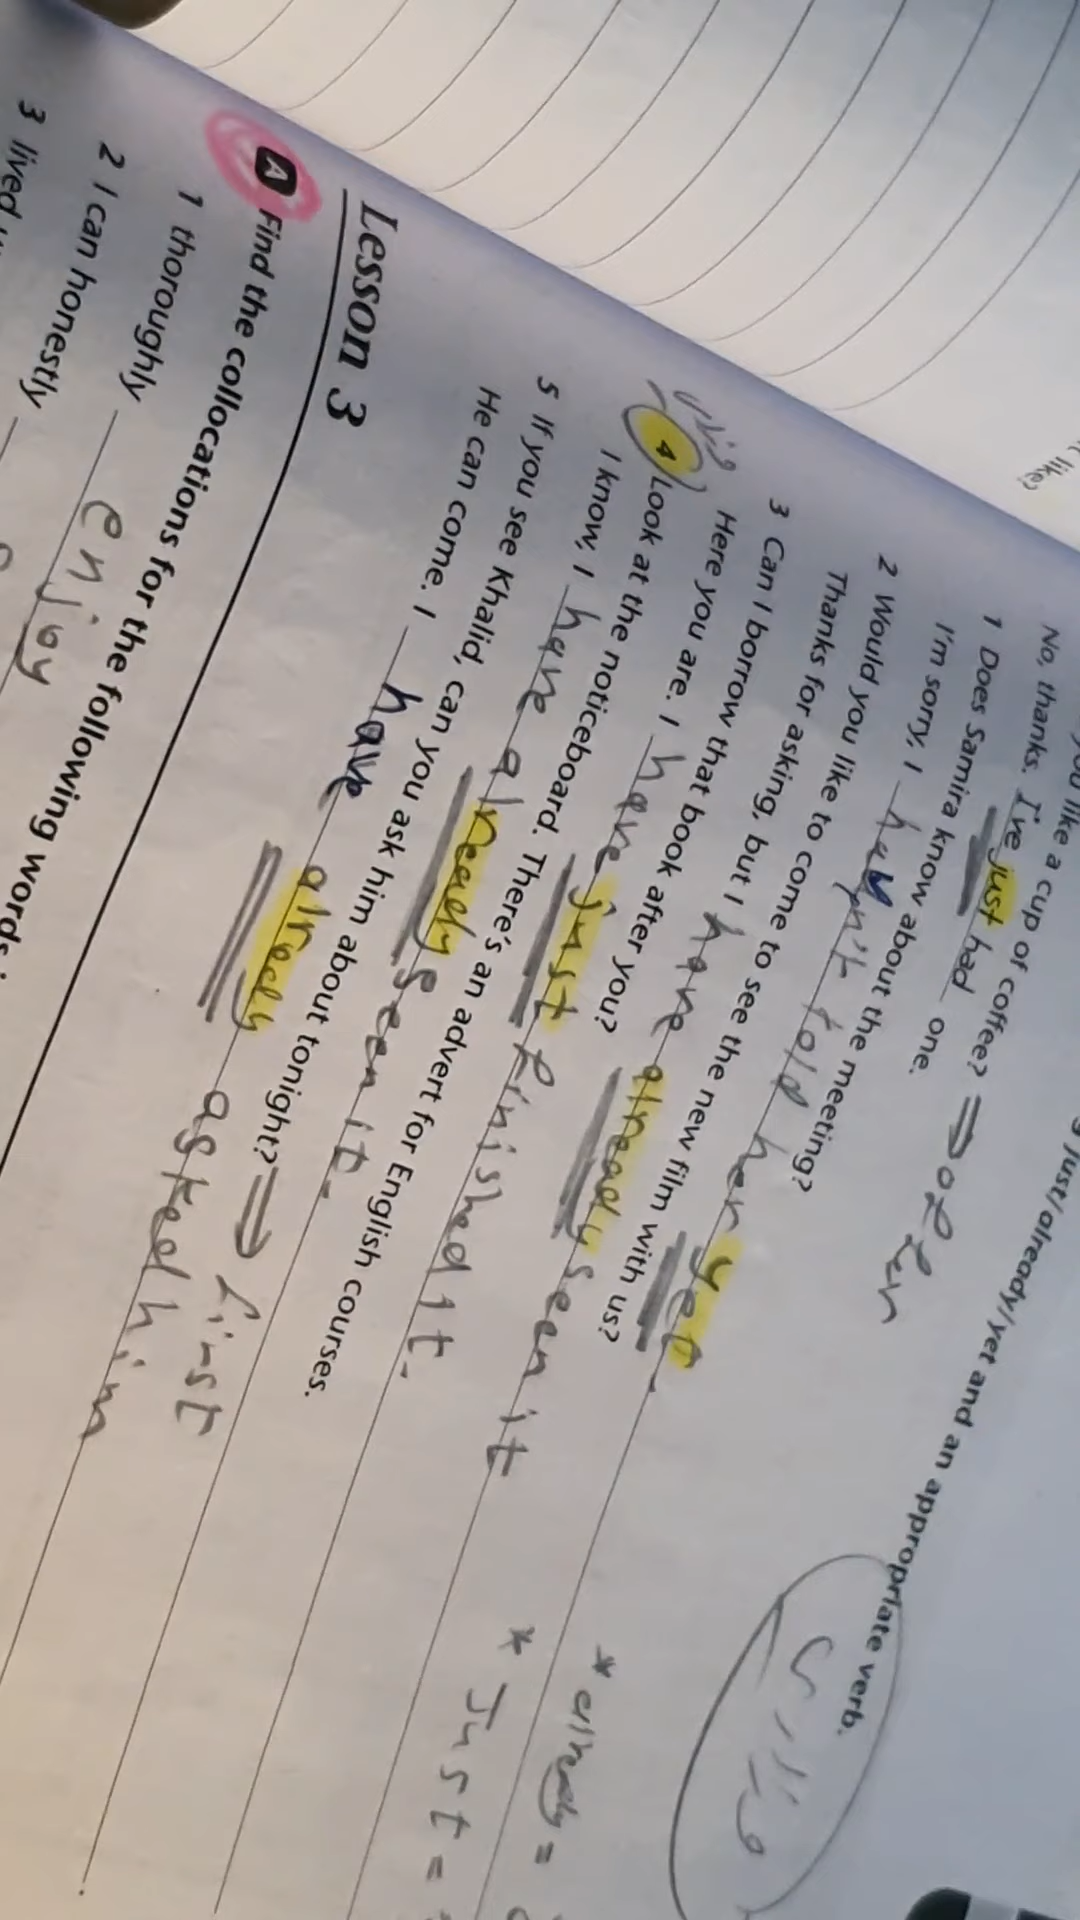 like?
just/already/yet and an appropriate verb.
you like a cup of coffee? ⇒ offer
No, thanks. I've just had one.
1 Does Samira know about the meeting?
I'm sorry, I haven't told her yet.
2 Would you like to come to see the new film with us?
Thanks for asking, but I have already seen it
3 Can I borrow that book after you?
Here you are. I have just finished it.
4 Look at the noticeboard. There's an advert for English courses.
I know, I have already seen it.
5 If you see Khalid, can you ask him about tonight? ⇒ first
He can come. I have already asked him
* =
* Just =
Lesson 3
A Find the collocations for the following words
1 thoroughly enjoy
2 I can honestly
3 lived